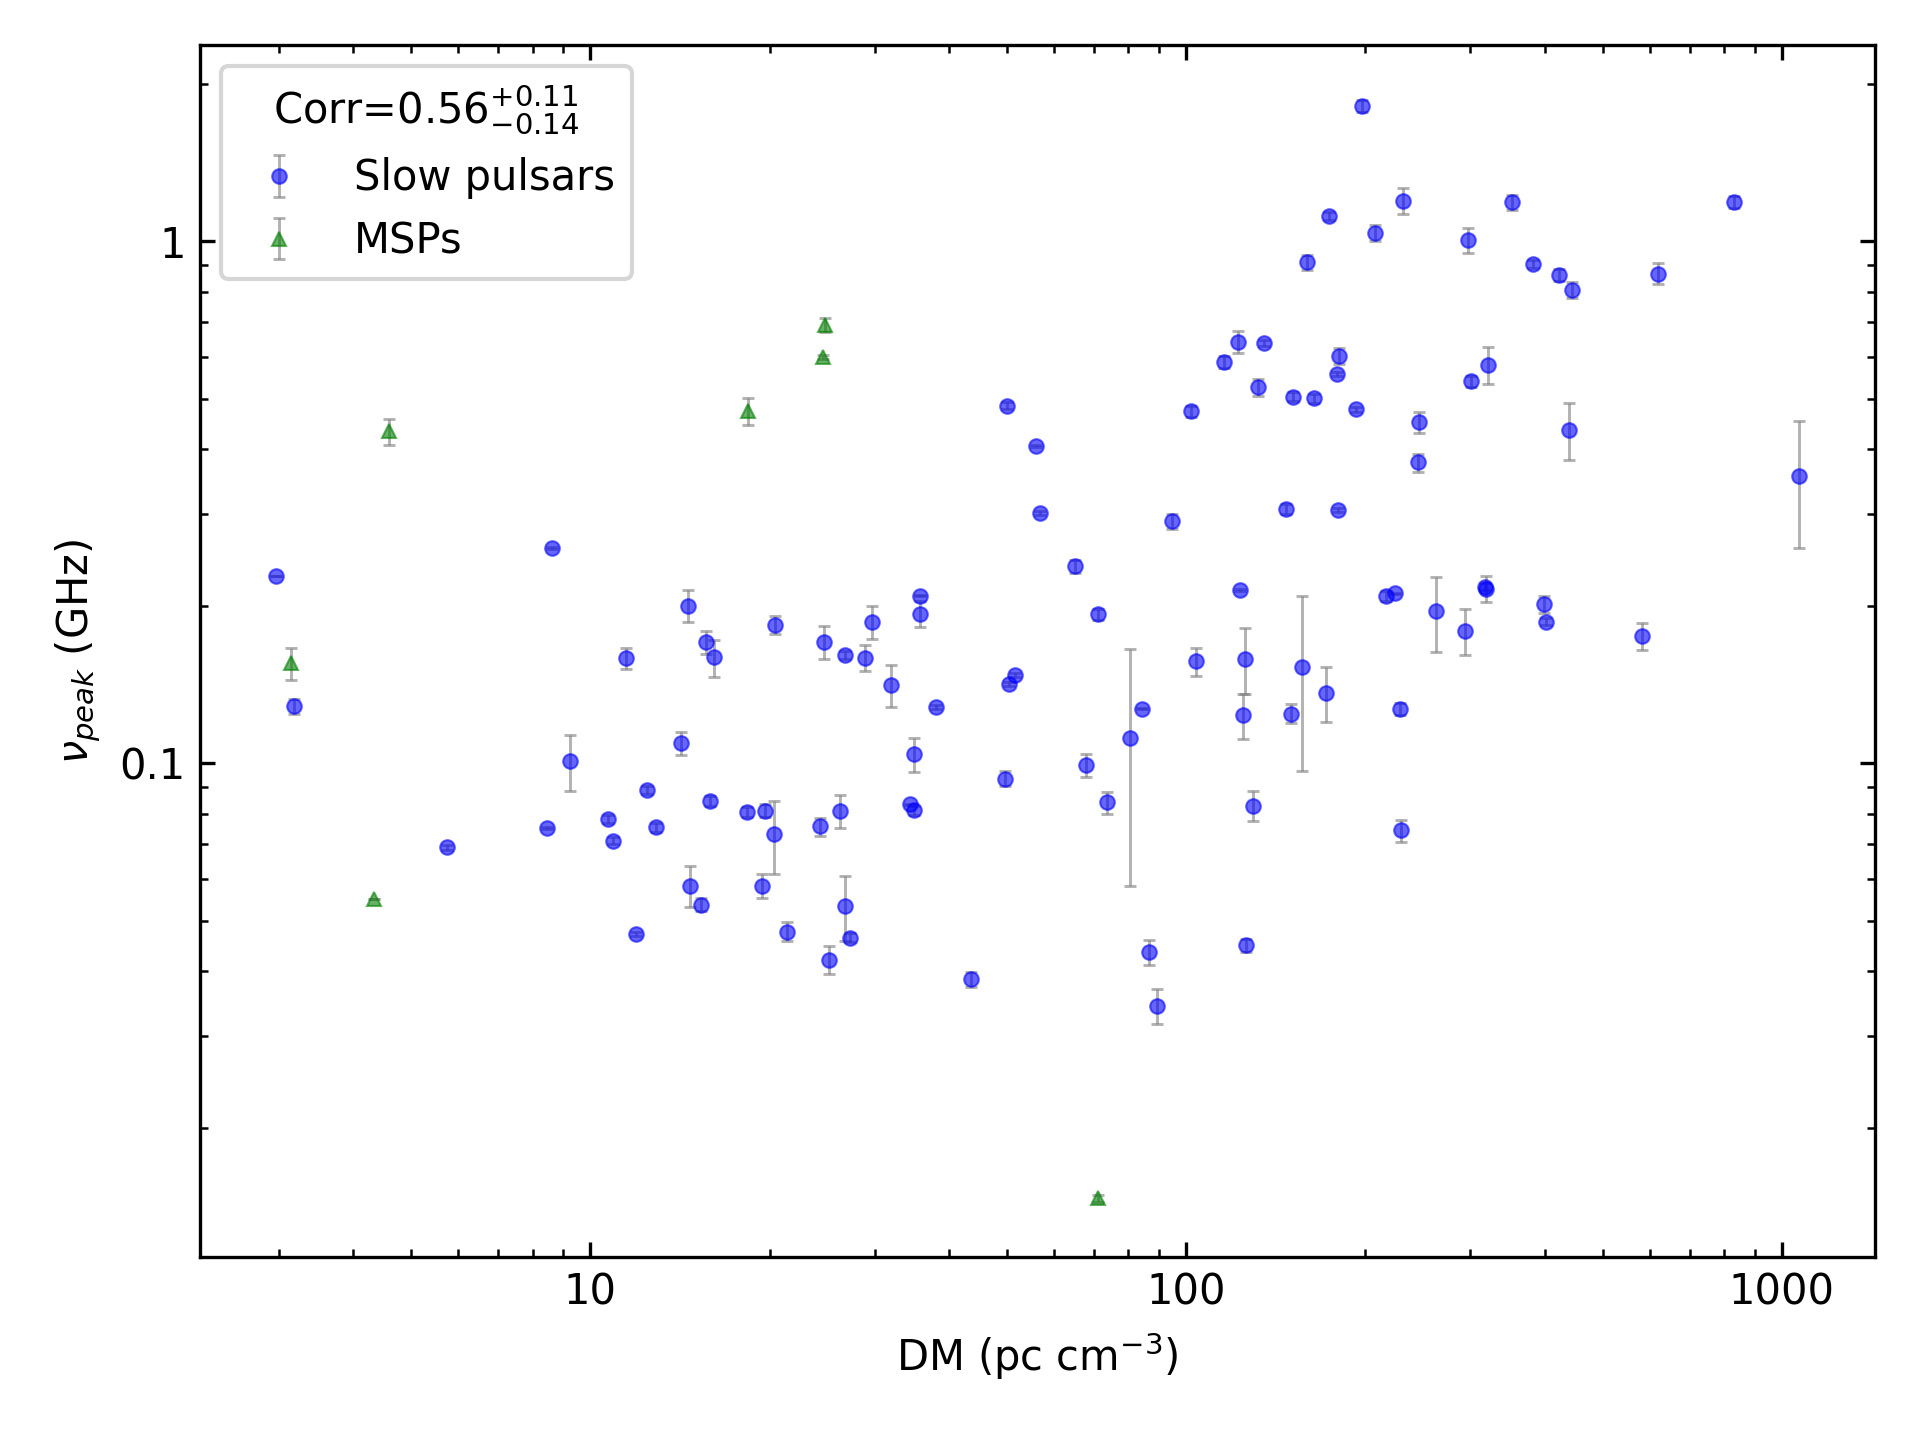 Corr=0.56$^{+0.11}_{-0.14}$
Slow pulsars
MSPs
1
0.1
ν$_{peak}$ (GHz)
10 100 1000
DM (pc cm$^{-3}$)